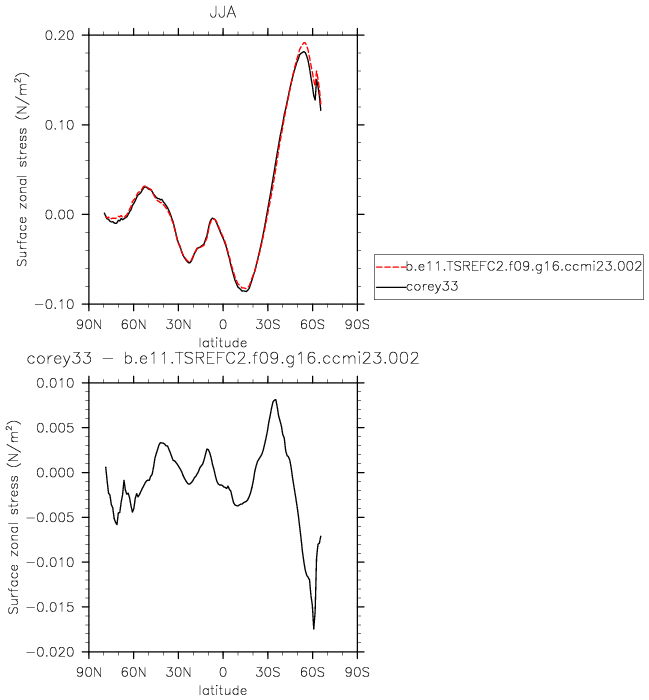 JJA
Surface zonal stress (N/m²)
0.20
0.10
0.00
−0.10
90N 60N 30N 0 30S 60S 90S
latitude
b.e11.TSREFC2.f09.g16.ccmi23.002
corey33
corey33 − b.e11.TSREFC2.f09.g16.ccmi23.002
Surface zonal stress (N/m²)
0.010
0.005
0.000
−0.005
−0.010
−0.015
−0.020
90N 60N 30N 0 30S 60S 90S
latitude